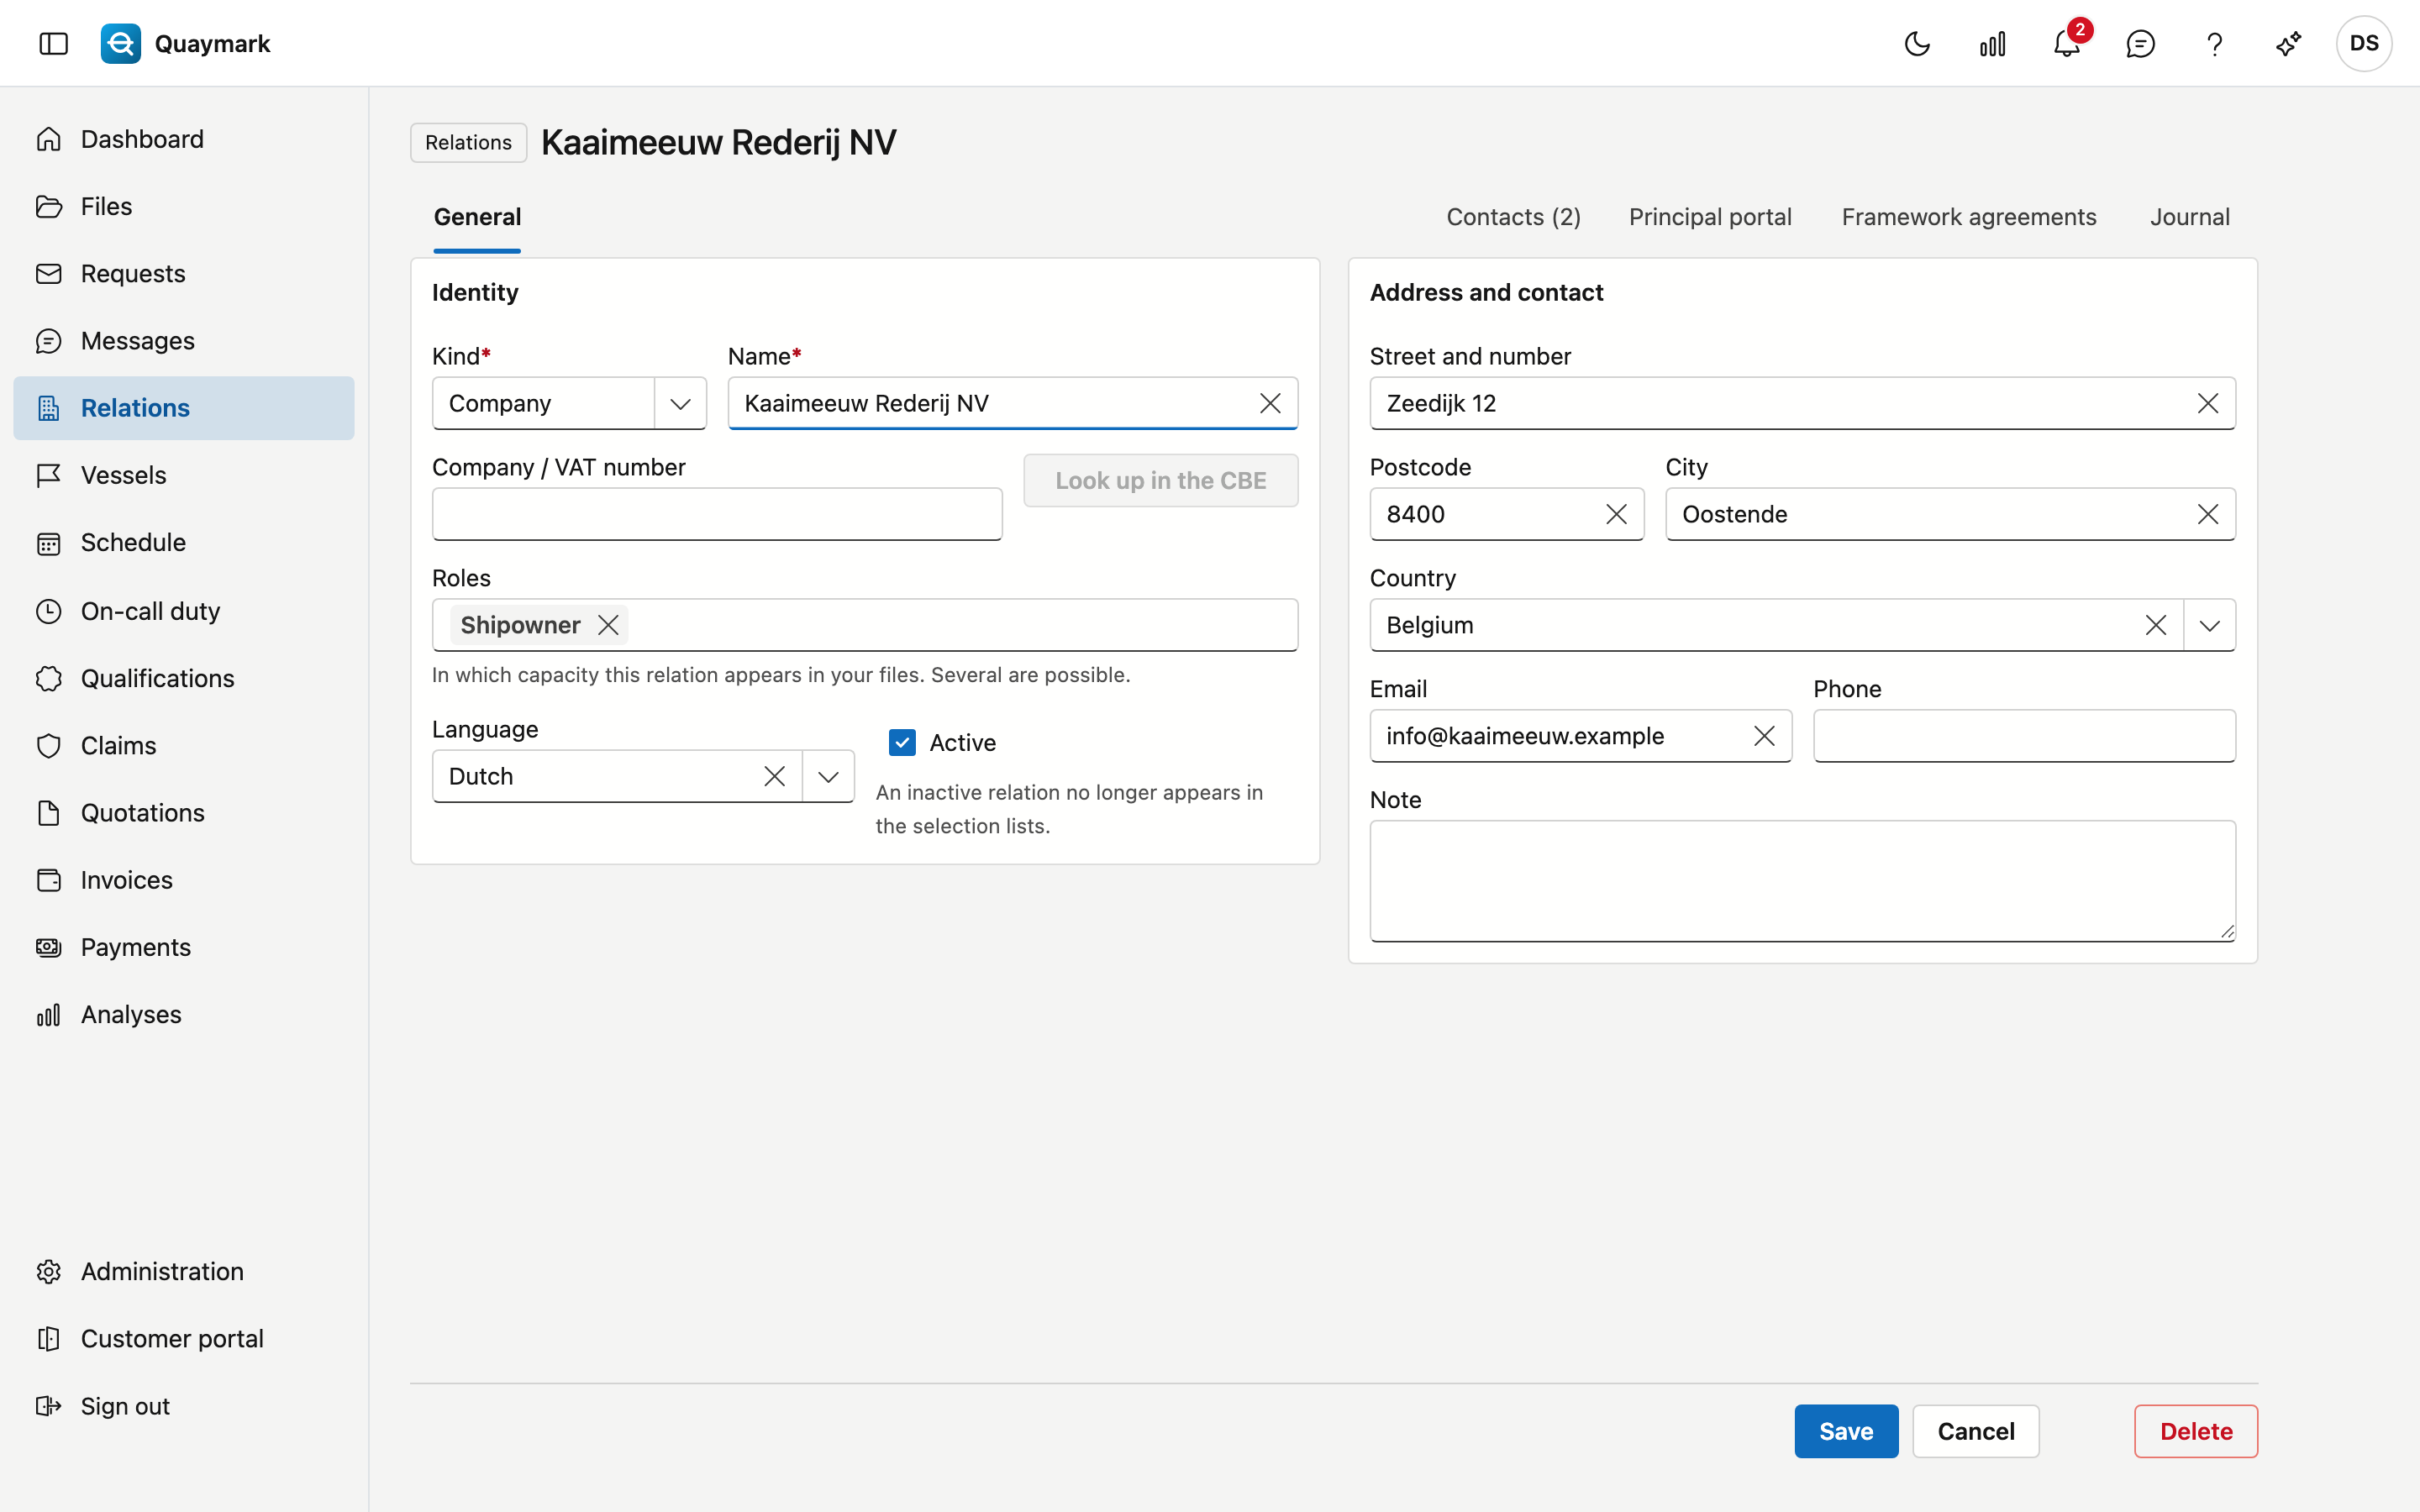 Quaymark
2
DS
Dashboard
Files
Requests
Messages
Relations
Vessels
Schedule
On-call duty
Qualifications
Claims
Quotations
Invoices
Payments
Analyses
Administration
Customer portal
Sign out
Relations
Kaaimeeuw Rederij NV
General
Contacts (2)
Principal portal
Framework agreements
Journal
Identity
Kind*
Name*
Company
Kaaimeeuw Rederij NV
Company / VAT number
Look up in the CBE
Roles
Shipowner
In which capacity this relation appears in your files. Several are possible.
Language
Dutch
Active
An inactive relation no longer appears in
the selection lists.
Address and contact
Street and number
Zeedijk 12
Postcode
City
8400
Oostende
Country
Belgium
Email
Phone
info@kaaimeeuw.example
Note
Save
Cancel
Delete